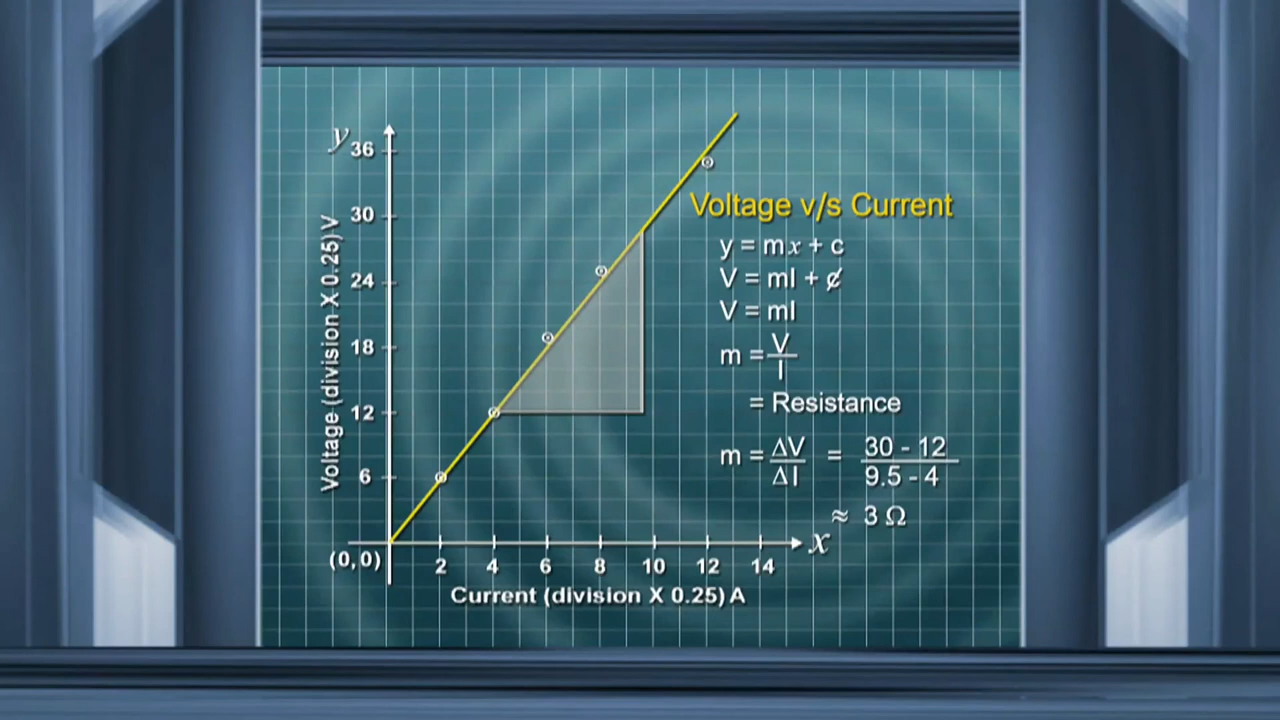 y
36
30
24
18
12
6
Voltage (division X 0.25) V
(0,0)
2 4 6 8 10 12 14
x
Current (division X 0.25) A
Voltage v/s Current
y = mx + c
V = mI + c
V = mI
m = V/I
= Resistance
m = ΔV/ΔI = 30 - 12/9.5 - 4
≈ 3 Ω